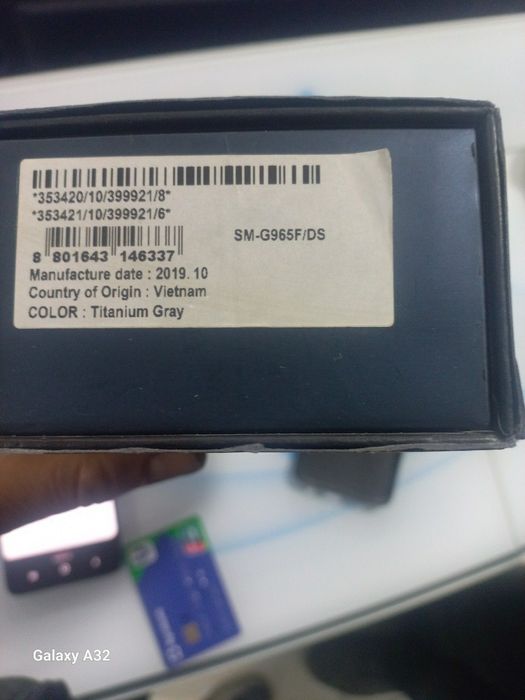 *353420/10/399921/8*
*353421/10/399921/6*
SM-G965F/DS
8 801643 146337
Manufacture date : 2019.10
Country of Origin : Vietnam
COLOR : Titanium Gray
Galaxy A32